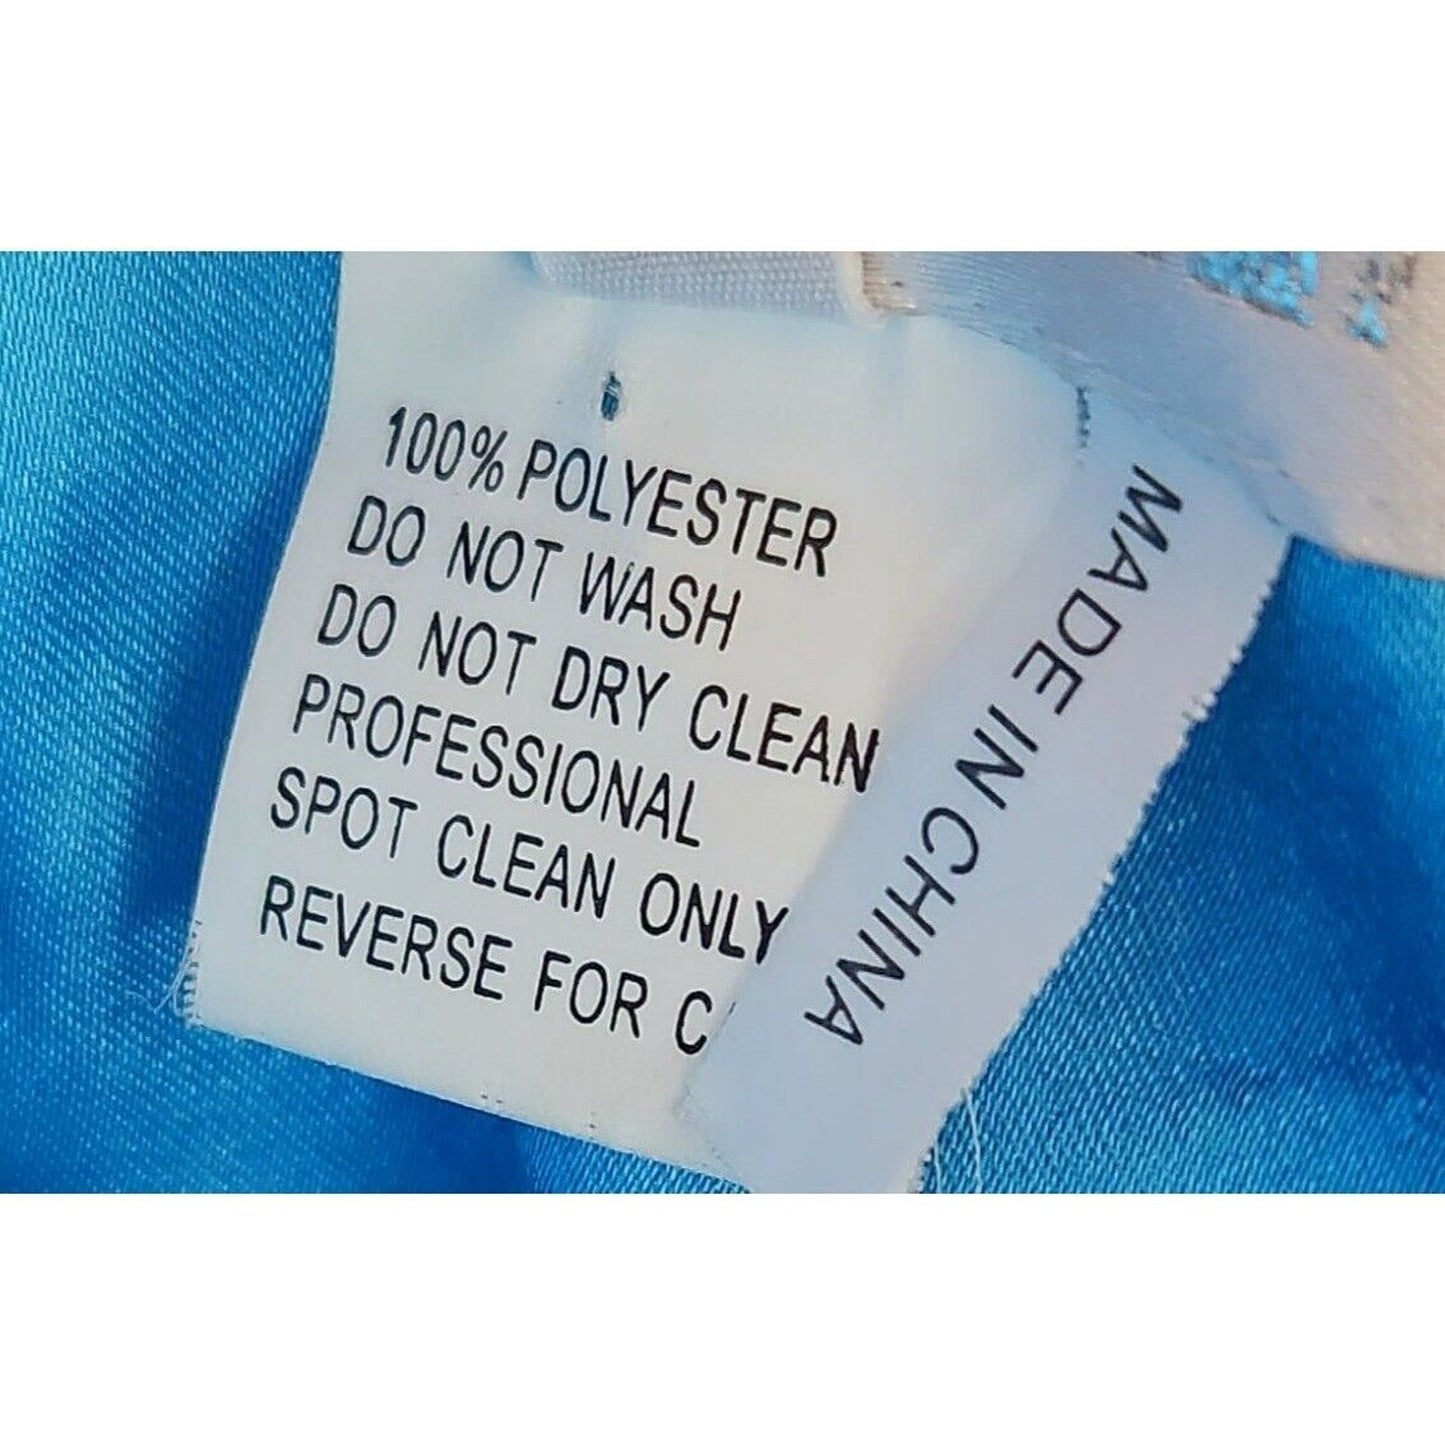 100% POLYESTER
DO NOT WASH
DO NOT DRY CLEAN
PROFESSIONAL
SPOT CLEAN ONLY
REVERSE FOR C
MADE IN CHINA